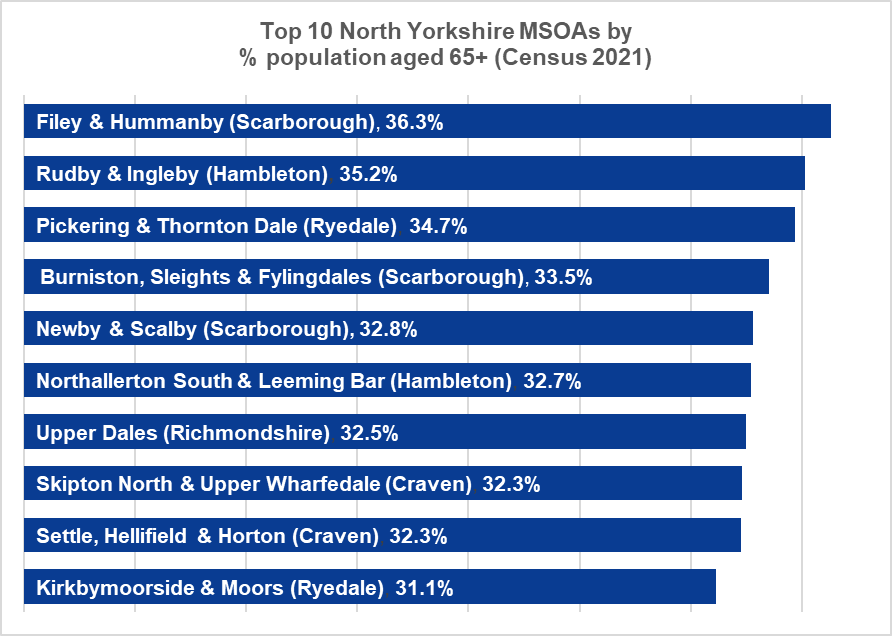 Top 10 North Yorkshire MSOAs by
% population aged 65+ (Census 2021)
Filey & Hummanby (Scarborough), 36.3%
Rudby & Ingleby (Hambleton), 35.2%
Pickering & Thornton Dale (Ryedale) 34.7%
Burniston, Sleights & Fylingdales (Scarborough), 33.5%
Newby & Scalby (Scarborough), 32.8%
Northallerton South & Leeming Bar (Hambleton) 32.7%
Upper Dales (Richmondshire) 32.5%
Skipton North & Upper Wharfedale (Craven) 32.3%
Settle, Hellifield & Horton (Craven), 32.3%
Kirkbymoorside & Moors (Ryedale) 31.1%